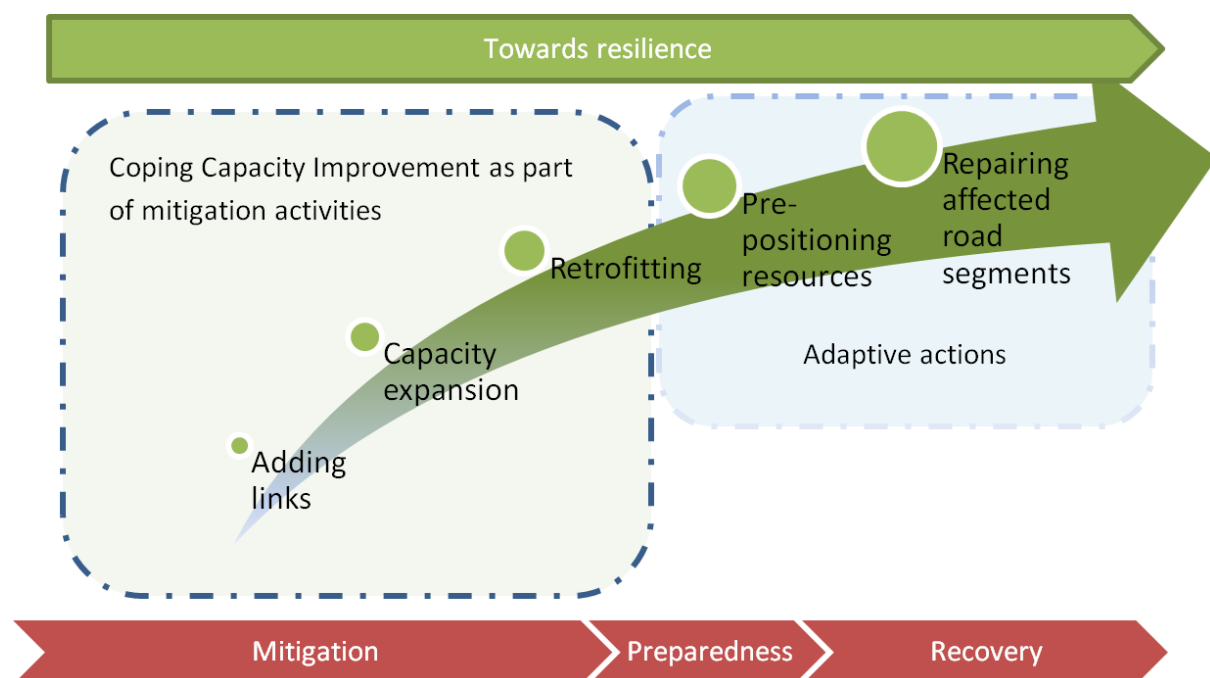 Towards resilience
Coping Capacity Improvement as part
of mitigation activities
Repairing
affected
road
segments
Pre-
positioning
resources
Retrofitting
Capacity
expansion
Adding
links
Adaptive actions
Mitigation
Preparedness
Recovery